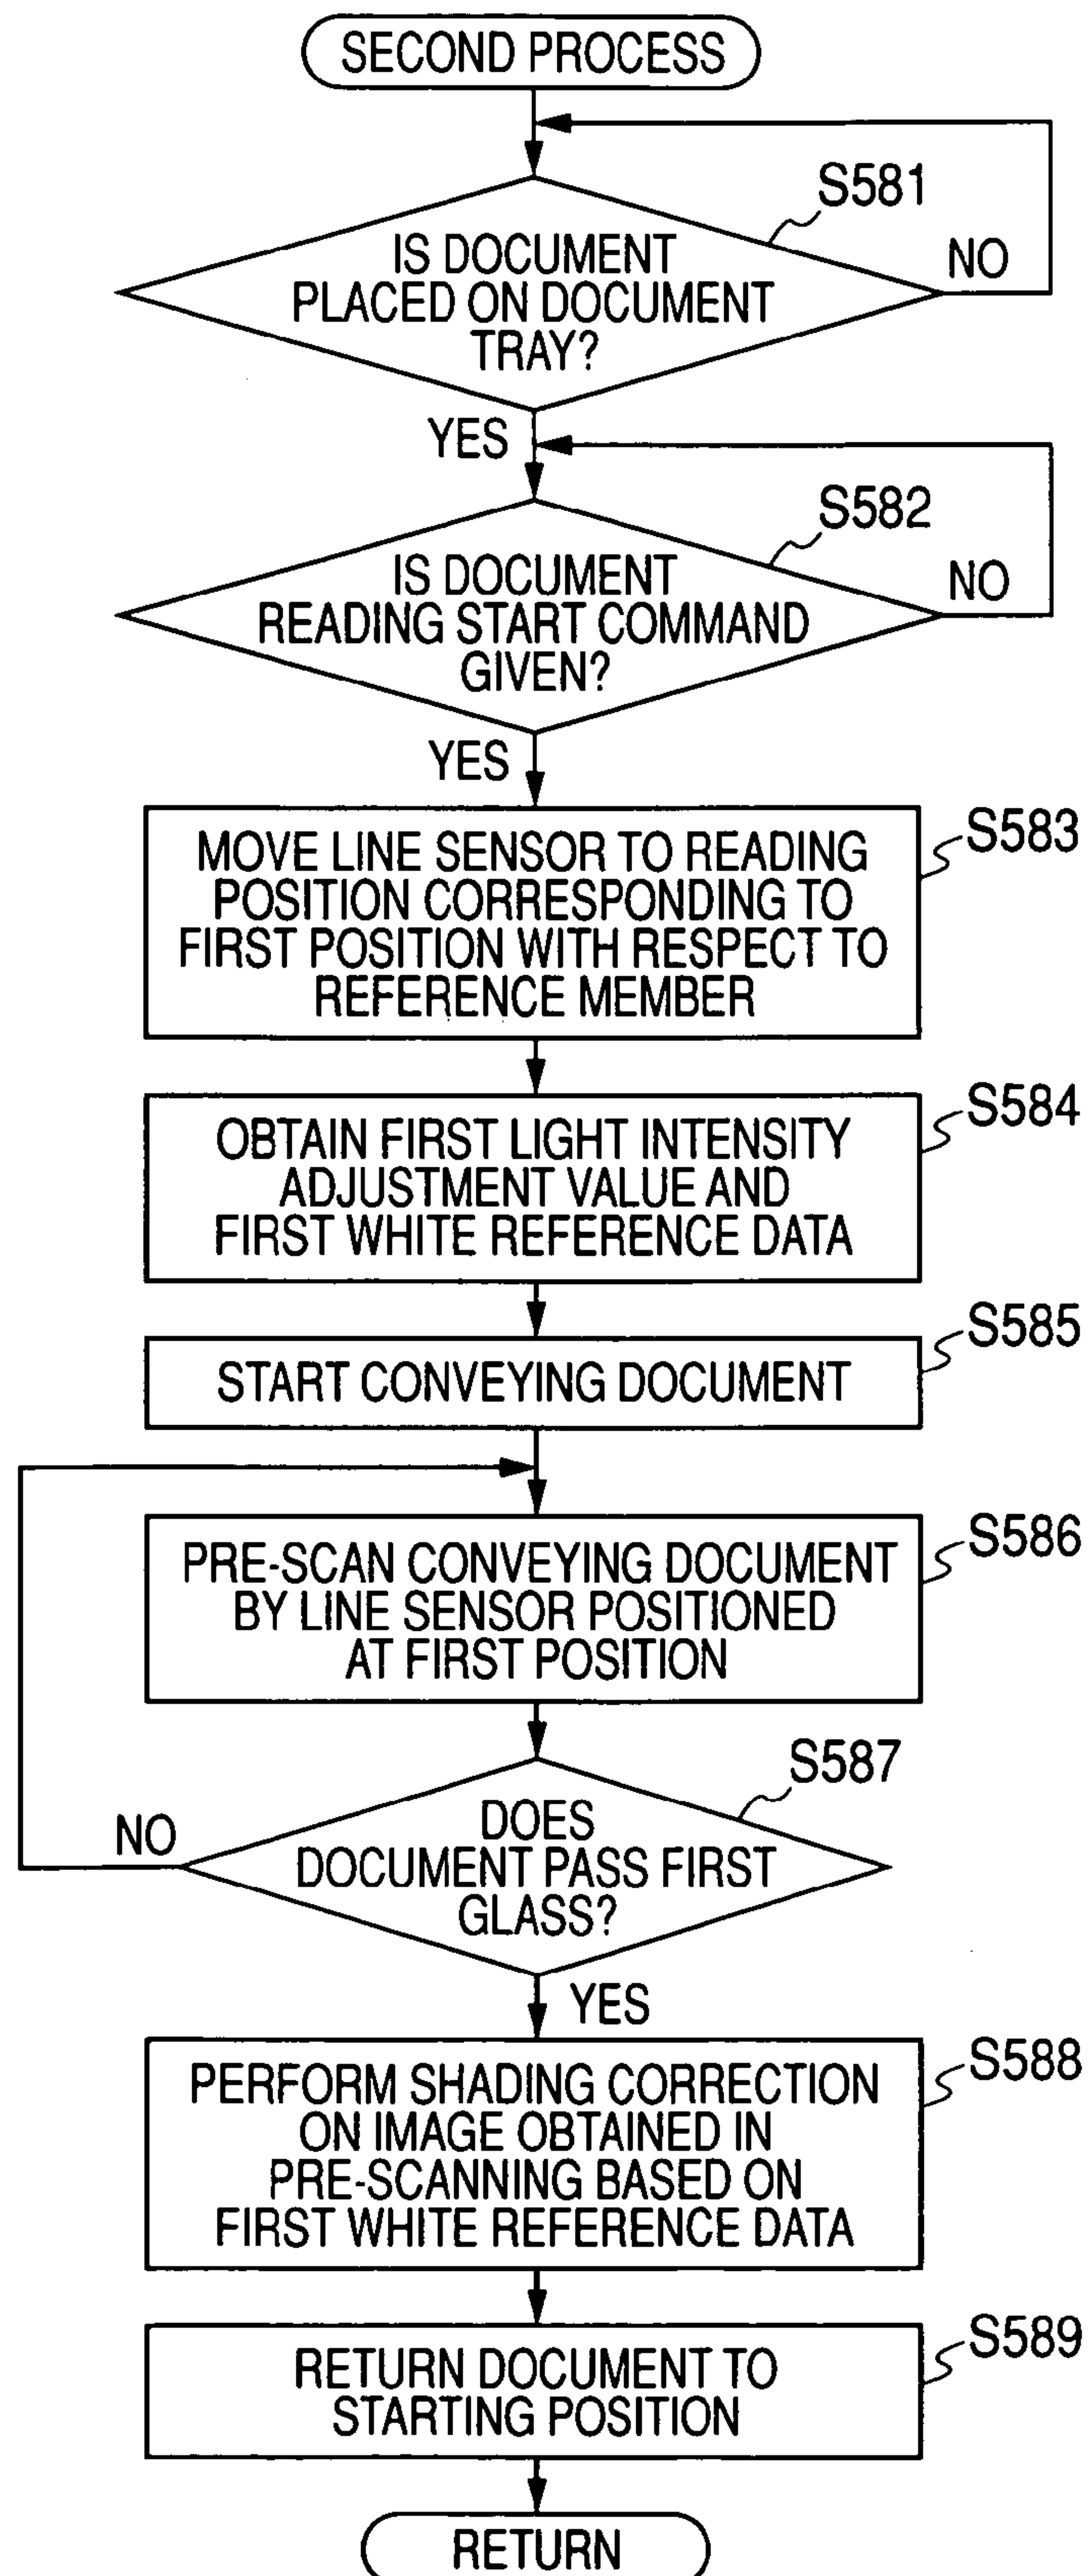 SECOND PROCESS
S581
IS DOCUMENT
PLACED ON DOCUMENT
TRAY?
NO
YES
S582
IS DOCUMENT
READING START COMMAND
GIVEN?
NO
YES
S583
MOVE LINE SENSOR TO READING
POSITION CORRESPONDING TO
FIRST POSITION WITH RESPECT TO
REFERENCE MEMBER
S584
OBTAIN FIRST LIGHT INTENSITY
ADJUSTMENT VALUE AND
FIRST WHITE REFERENCE DATA
S585
START CONVEYING DOCUMENT
S586
PRE-SCAN CONVEYING DOCUMENT
BY LINE SENSOR POSITIONED
AT FIRST POSITION
S587
DOES
DOCUMENT PASS FIRST
GLASS?
NO
YES
S588
PERFORM SHADING CORRECTION
ON IMAGE OBTAINED IN
PRE-SCANNING BASED ON
FIRST WHITE REFERENCE DATA
S589
RETURN DOCUMENT TO
STARTING POSITION
RETURN